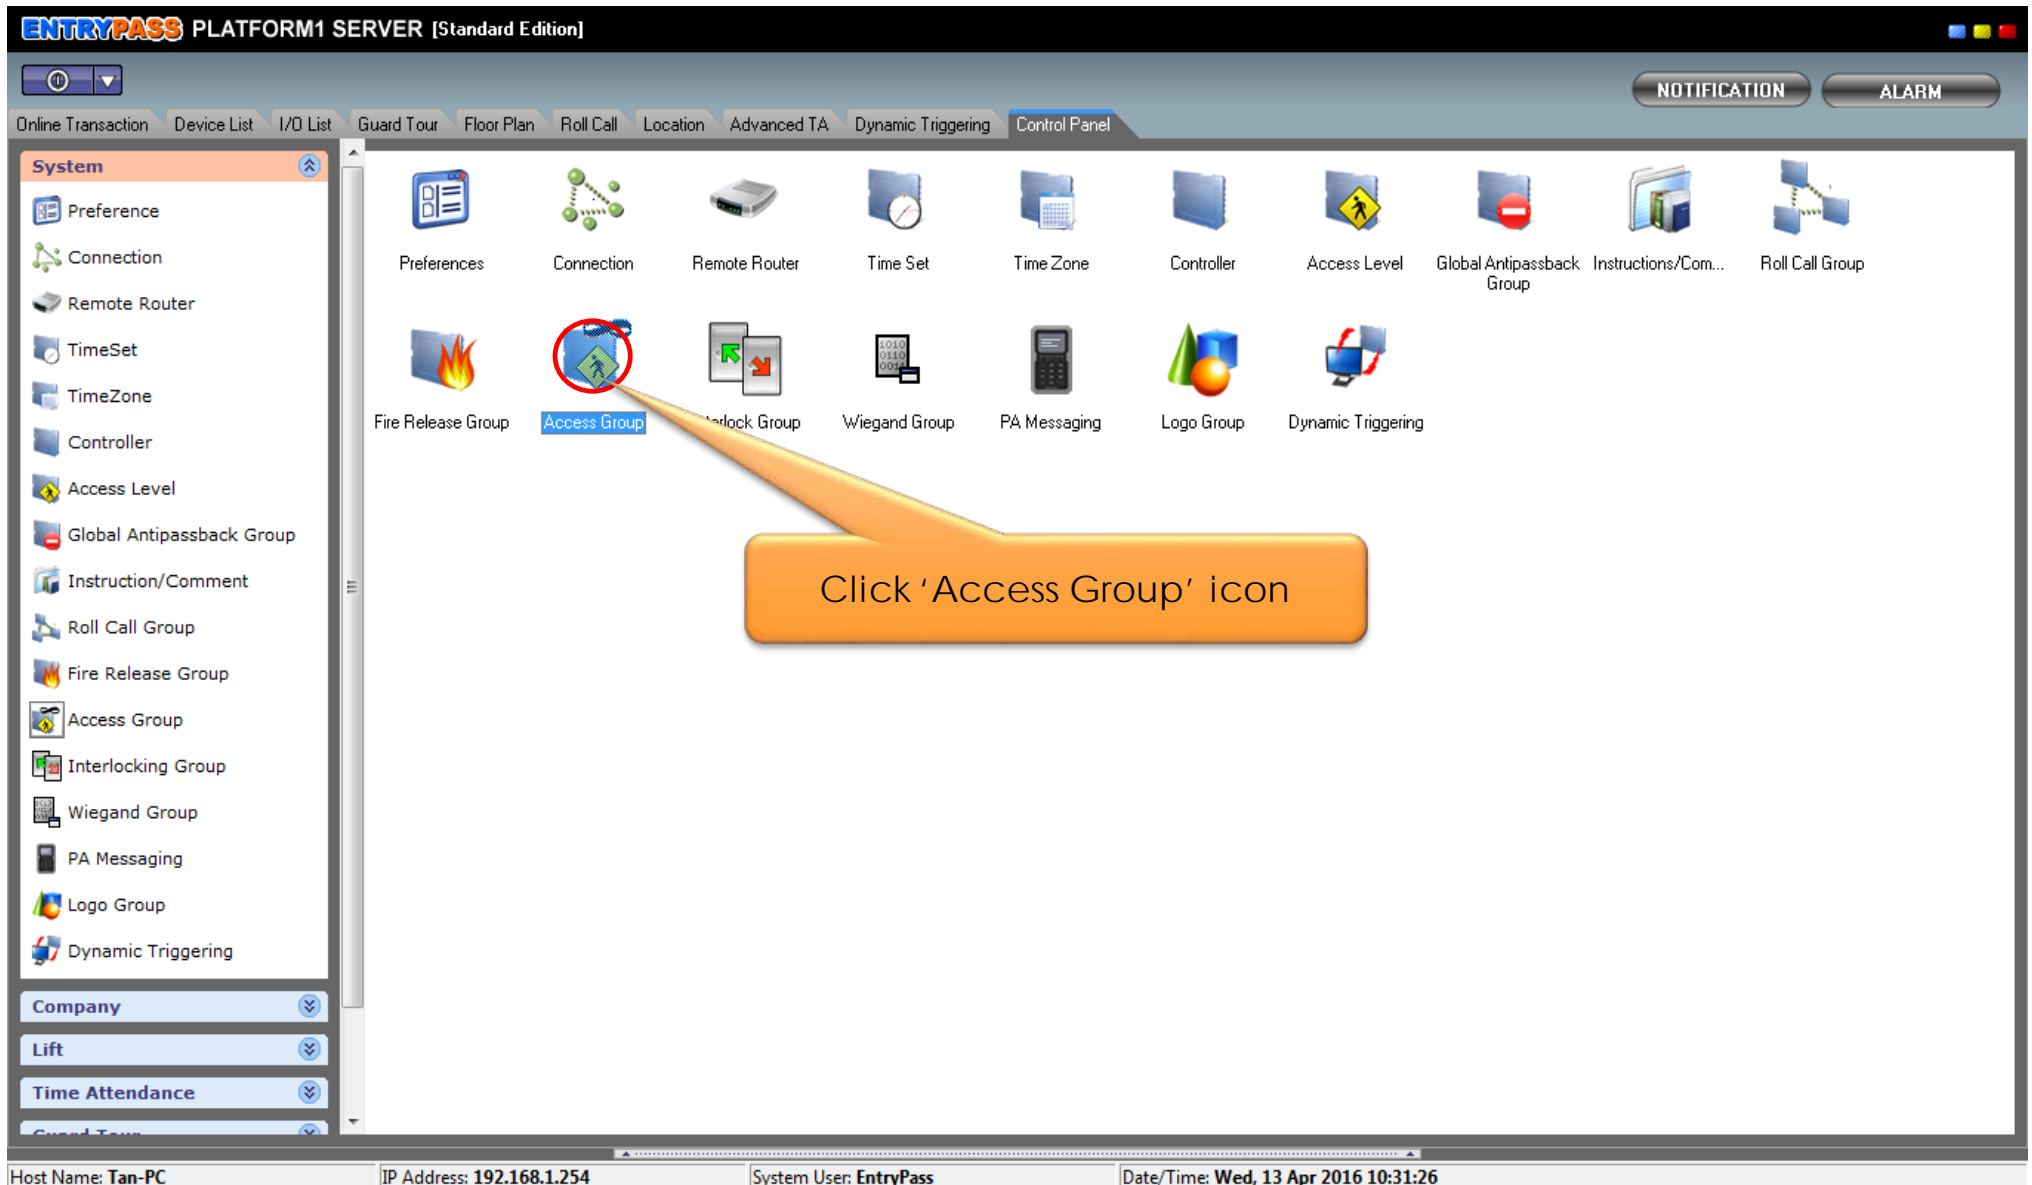 ENTRYPASS PLATFORM1 SERVER [Standard Edition]
NOTIFICATION ALARM
Online Transaction Device List I/O List Guard Tour Floor Plan Roll Call Location Advanced TA Dynamic Triggering Control Panel
System
Preference
Connection
Remote Router
TimeSet
TimeZone
Controller
Access Level
Global Antipassback Group
Instruction/Comment
Roll Call Group
Fire Release Group
Access Group
Interlocking Group
Wiegand Group
PA Messaging
Logo Group
Dynamic Triggering
Company
Lift
Time Attendance
Guard Tour
Preferences Connection Remote Router Time Set Time Zone Controller Access Level Global Antipassback Instructions/Com... Roll Call Group
Group
1010
0110
Fire Release Group Access Group rlock Group Wiegand Group PA Messaging Logo Group Dynamic Triggering
Click ‘Access Group’ icon
Host Name: Tan-PC IP Address: 192.168.1.254 System User: EntryPass Date/Time: Wed, 13 Apr 2016 10:31:26